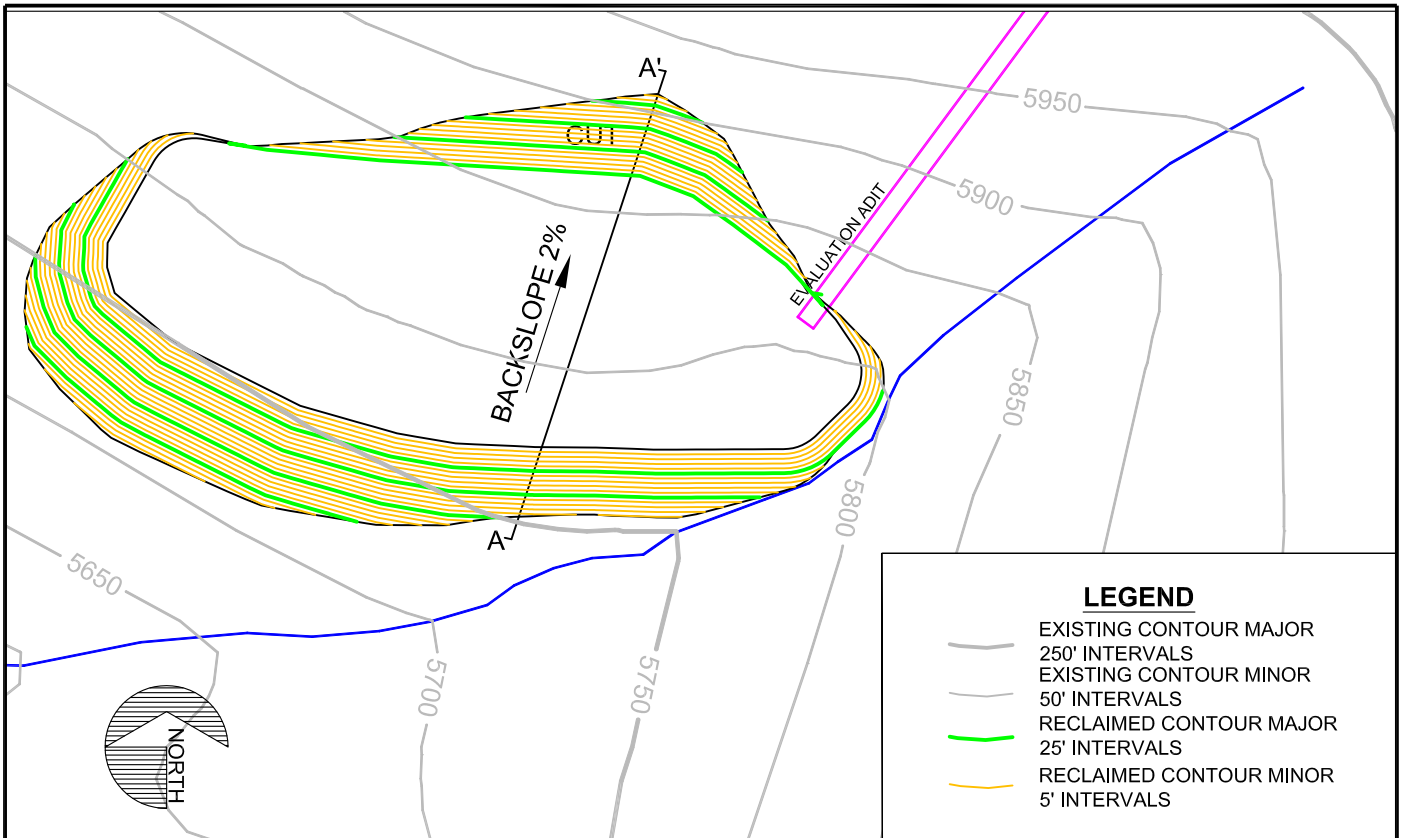 A'
5950
CUT
5900
EVALUATION ADIT
BACKSLOPE 2%
5850
5800
A
5650
5700
5750
NORTH
LEGEND
EXISTING CONTOUR MAJOR
250' INTERVALS
EXISTING CONTOUR MINOR
50' INTERVALS
RECLAIMED CONTOUR MAJOR
25' INTERVALS
RECLAIMED CONTOUR MINOR
5' INTERVALS